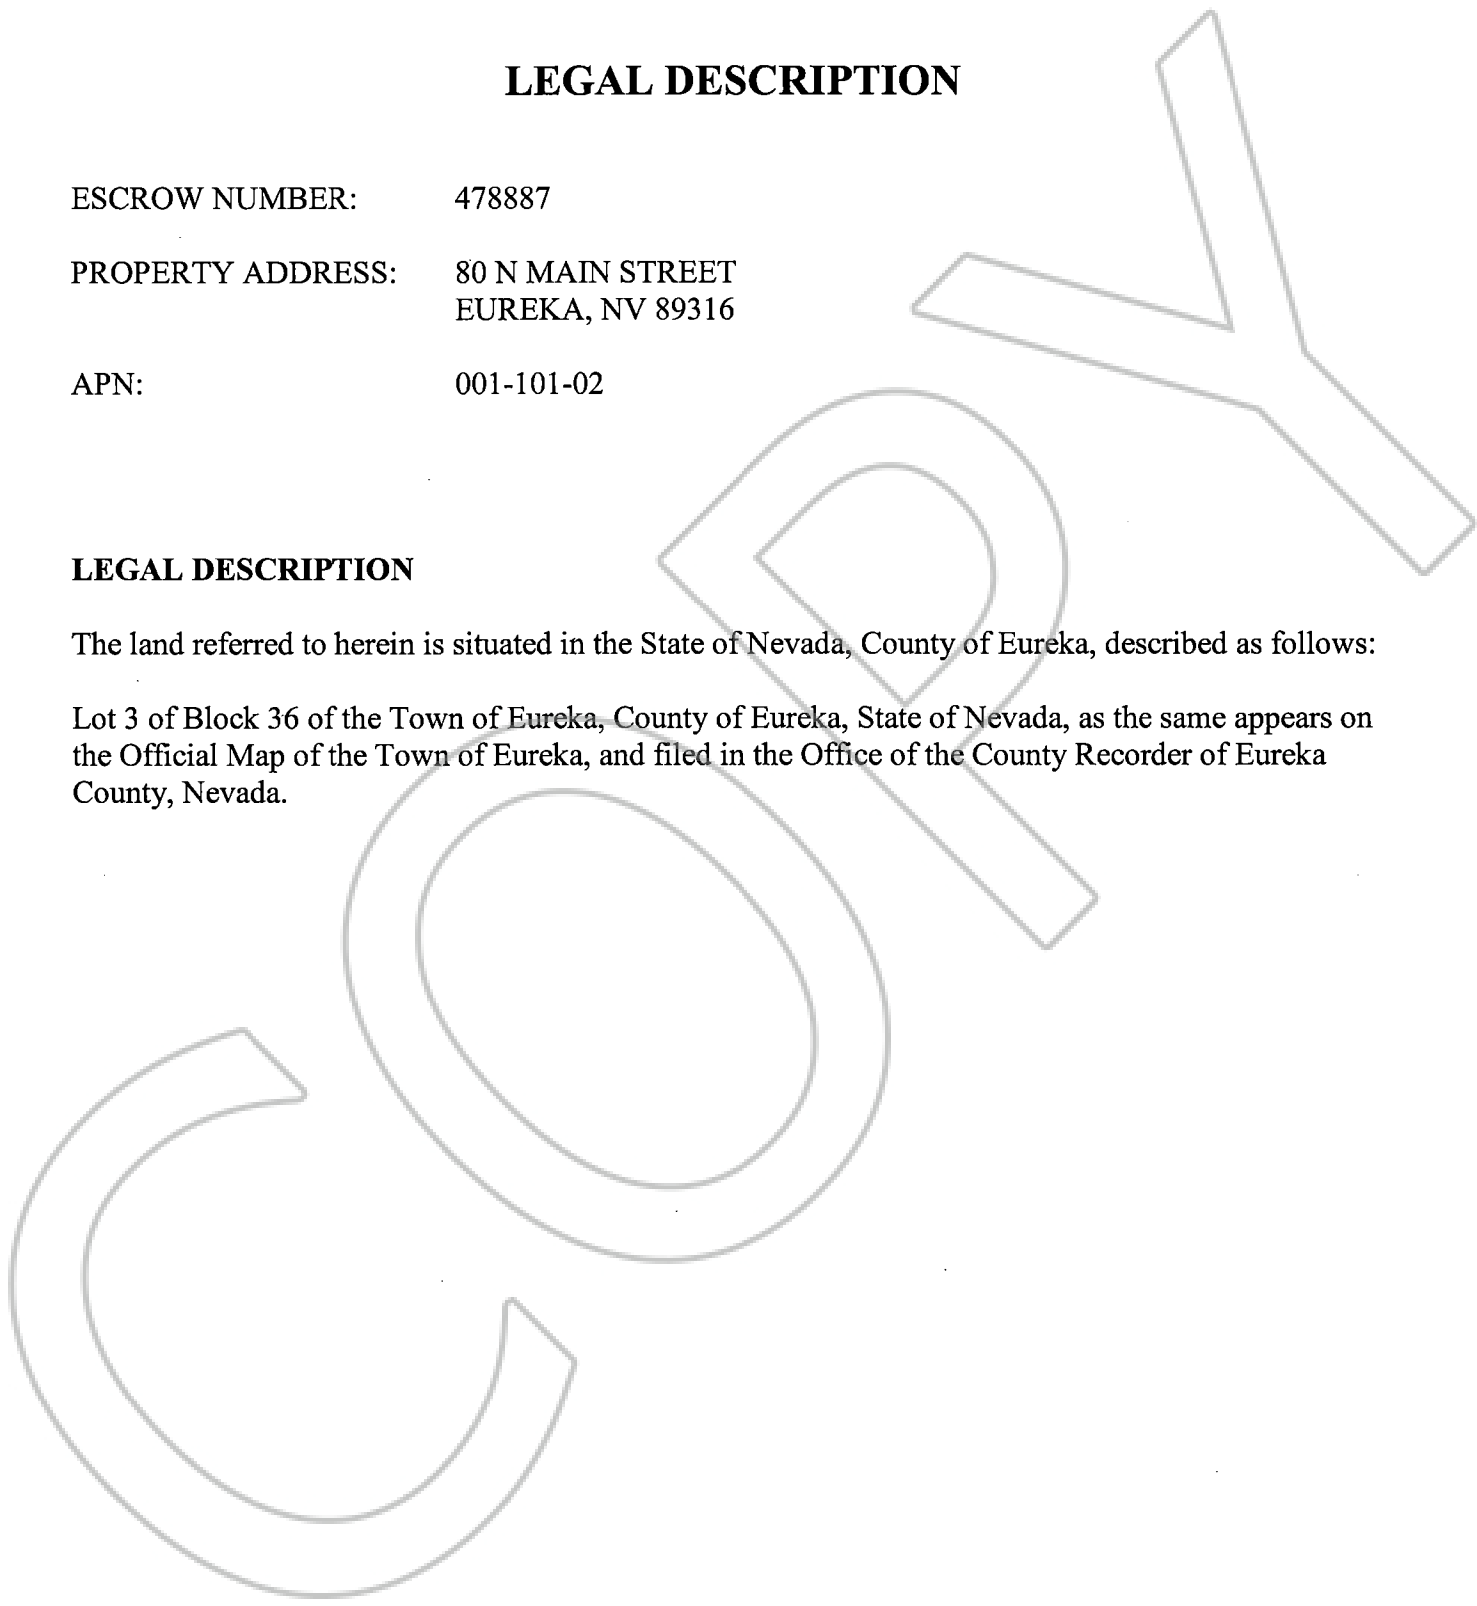 LEGAL DESCRIPTION
ESCROW NUMBER: 478887
PROPERTY ADDRESS: 80 N MAIN STREET
EUREKA, NV 89316
APN: 001-101-02
LEGAL DESCRIPTION
The land referred to herein is situated in the State of Nevada, County of Eureka, described as follows:
Lot 3 of Block 36 of the Town of Eureka, County of Eureka, State of Nevada, as the same appears on
the Official Map of the Town of Eureka, and filed in the Office of the County Recorder of Eureka
County, Nevada.
COPY